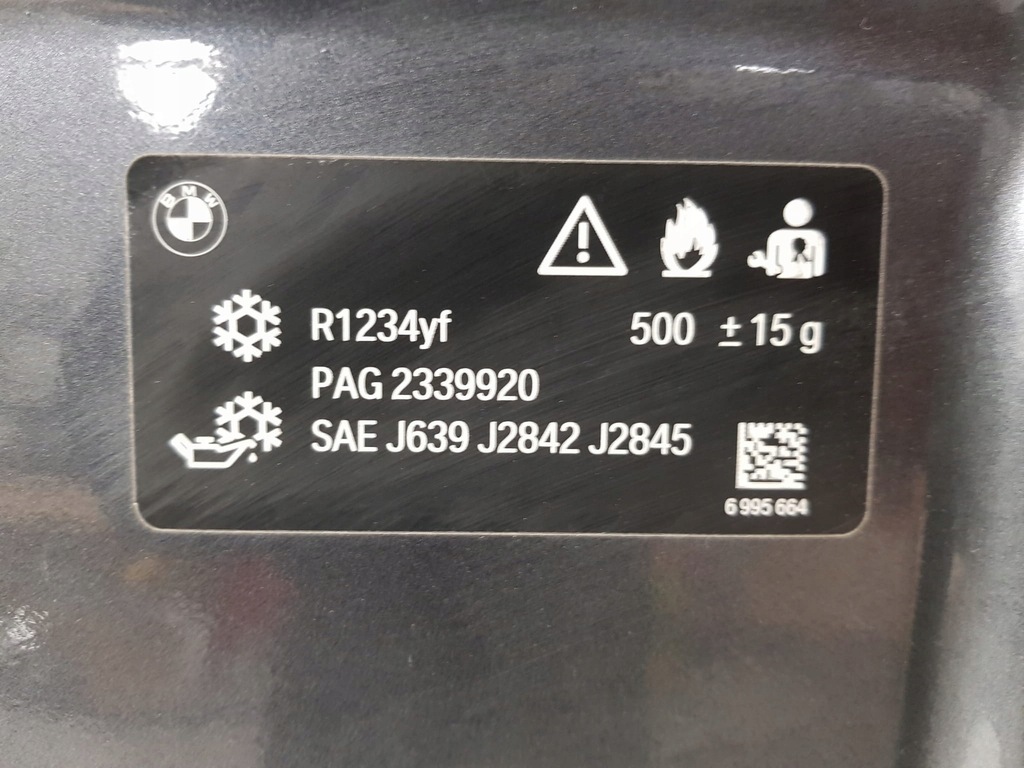 BMW
R1234yf 500 ± 15 g
PAG 2339920
SAE J639 J2842 J2845
6 995 664